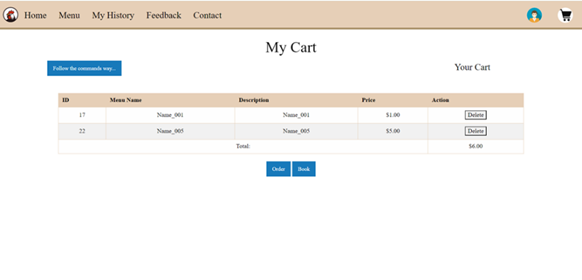 Home Menu My History Feedback Contact
My Cart
Follow the commande way...
Your Cart
ID Menu Name Description Price Action
17 Name_001 Name_001 $1.00 Delete
22 Name_005 Name_005 $5.00 Delete
Total: $6.00
Order Book